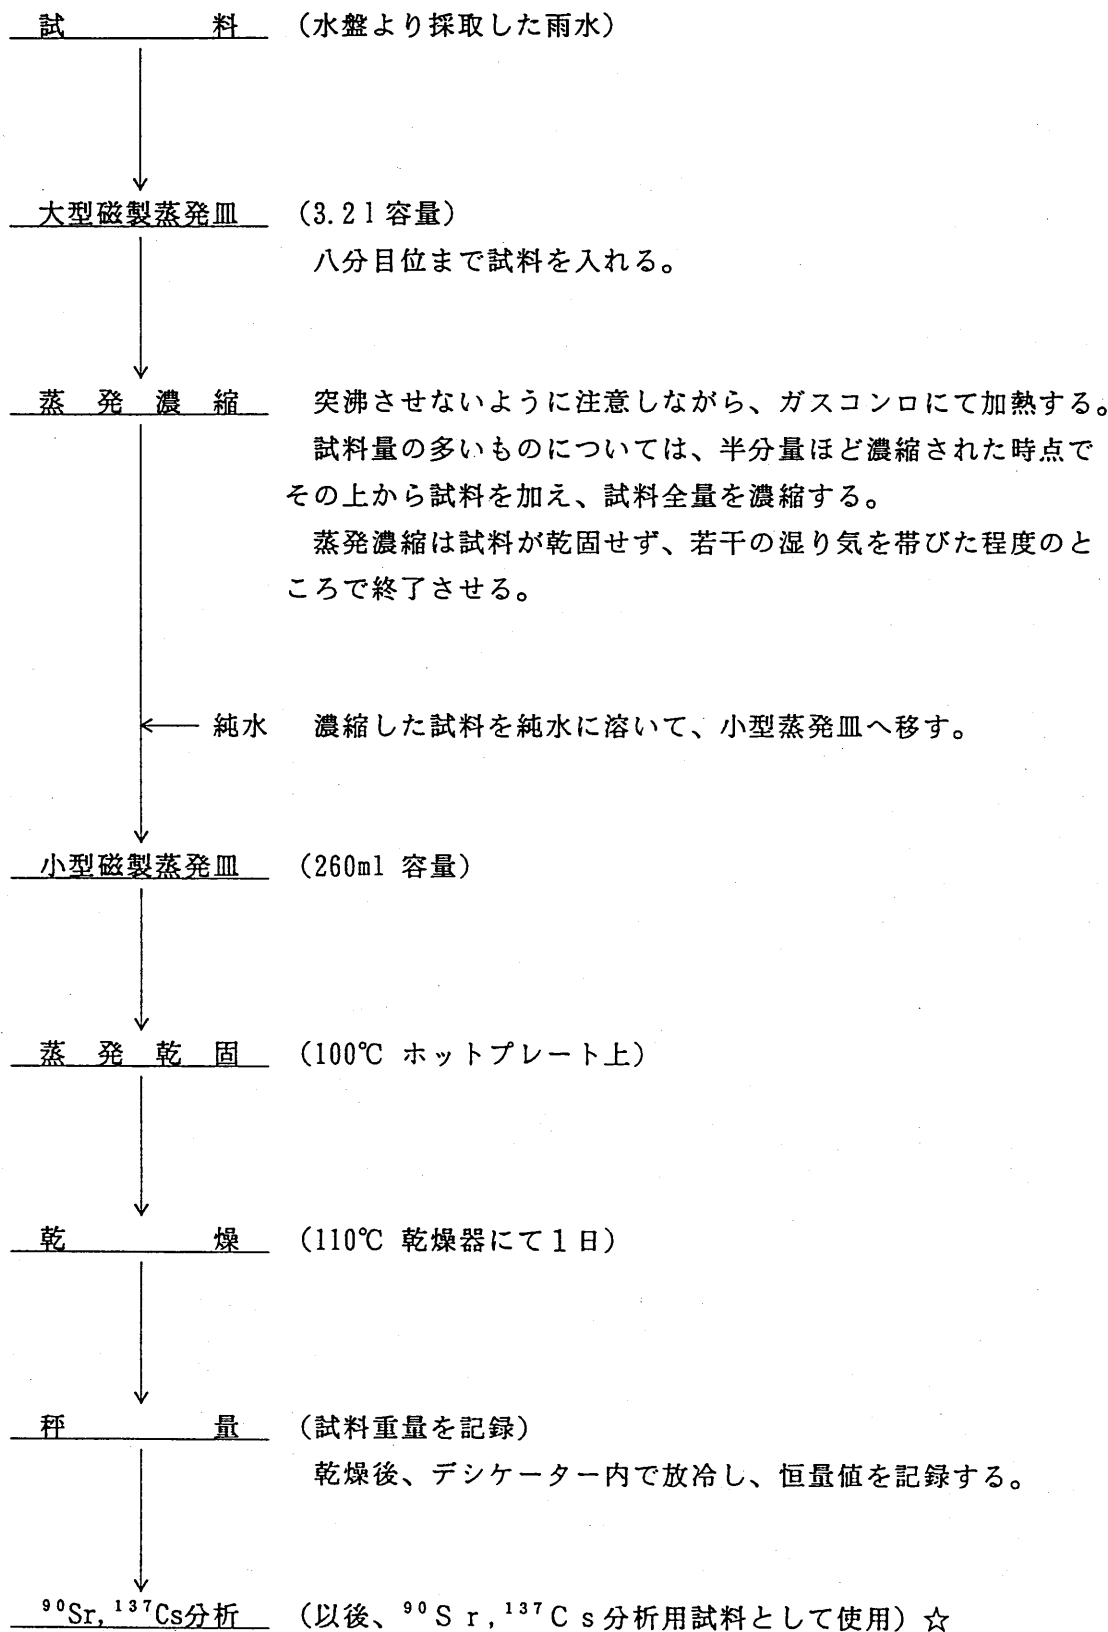 試料 (水盤より採取した雨水)
大型磁製蒸発皿 (3.2l容量)
八分目位まで試料を入れる。
蒸発濃縮 突沸させないように注意しながら、ガスコンロにて加熱する。
試料量の多いものについては、半分量ほど濃縮された時点で
その上から試料を加え、試料全量を濃縮する。
蒸発濃縮は試料が乾固せず、若干の湿り気を帯びた程度のと
ころで終了させる。
純水 濃縮した試料を純水に溶いて、小型蒸発皿へ移す。
小型磁製蒸発皿 (260ml 容量)
蒸発乾固 (100℃ ホットプレート上)
乾燥 (110℃ 乾燥器にて1日)
秤量 (試料重量を記録)
乾燥後、デシケーター内で放冷し、恒量値を記録する。
⁹⁰Sr,¹³⁷Cs分析 (以後、⁹⁰Sr,¹³⁷Cs分析用試料として使用)☆